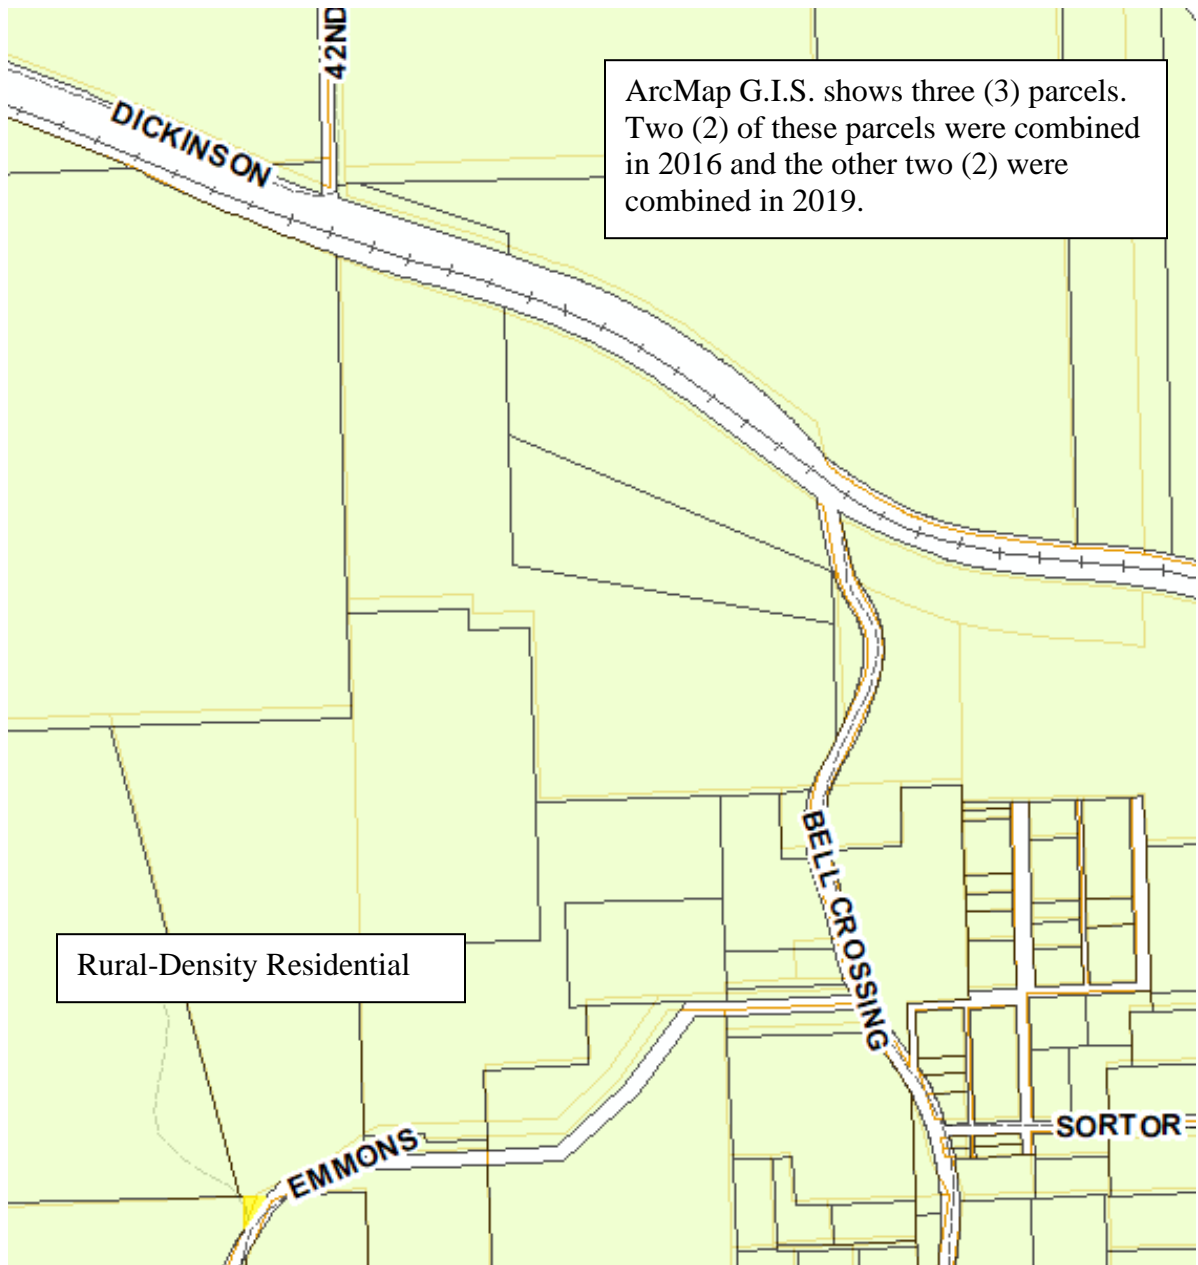 42ND
DICKINSON
ArcMap G.I.S. shows three (3) parcels.
Two (2) of these parcels were combined
in 2016 and the other two (2) were
combined in 2019.
BELL CROSSING
Rural-Density Residential
SORTOR
EMMONS